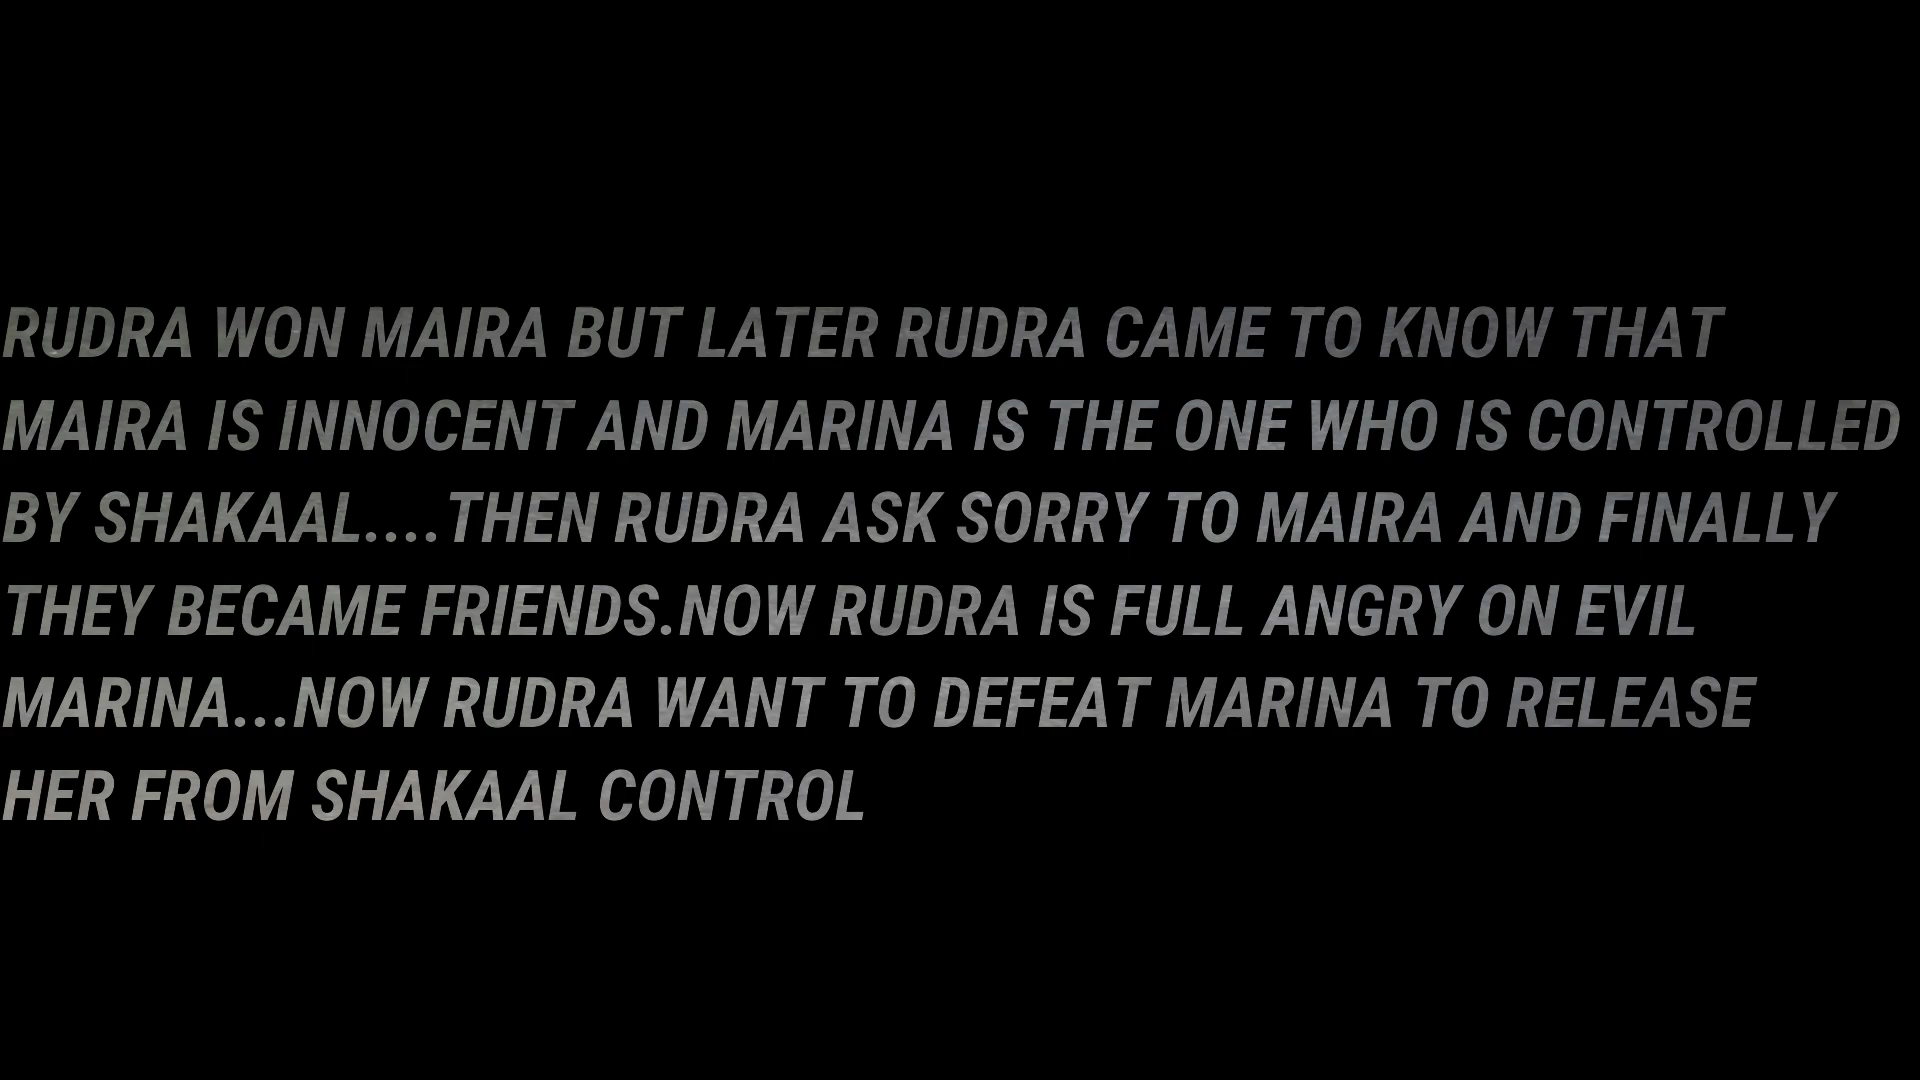 RUDRA WON MAIRA BUT LATER RUDRA CAME TO KNOW THAT
MAIRA IS INNOCENT AND MARINA IS THE ONE WHO IS CONTROLLED
BY SHAKAAL....THEN RUDRA ASK SORRY TO MAIRA AND FINALLY
THEY BECAME FRIENDS.NOW RUDRA IS FULL ANGRY ON EVIL
MARINA...NOW RUDRA WANT TO DEFEAT MARINA TO RELEASE
HER FROM SHAKAAL CONTROL